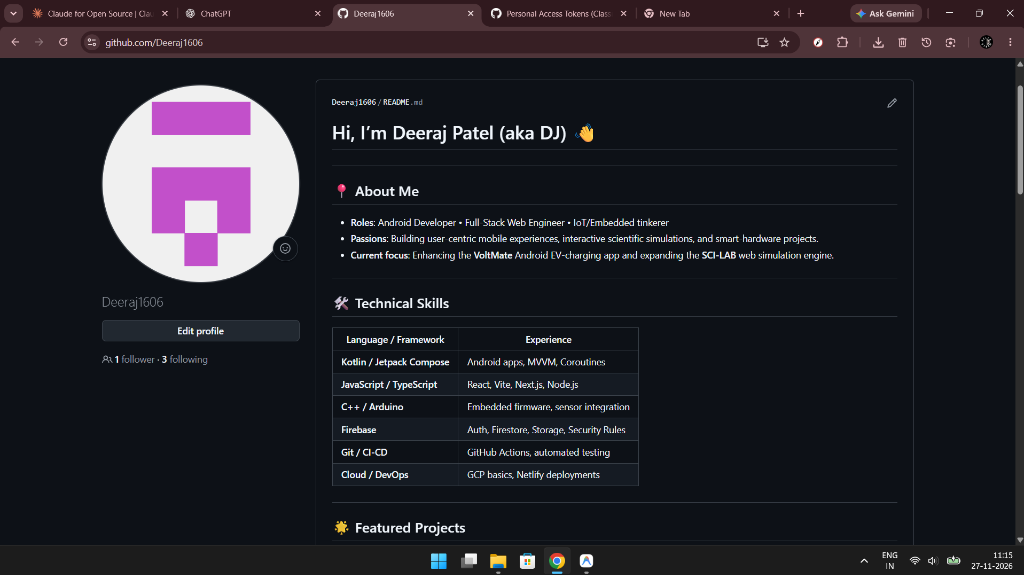 Claude for Open Source | Clau
ChatGPT
Deeraj1606
Personal Access Tokens (Classi
New Tab
Ask Gemini
github.com/Deeraj1606
Deeraj1606/README.md
Hi, I'm Deeraj Patel (aka DJ) 👋
📍 About Me
• Roles: Android Developer • Full-Stack Web Engineer • IoT/Embedded tinkerer
• Passions: Building user-centric mobile experiences, interactive scientific simulations, and smart-hardware projects.
• Current focus: Enhancing the VoltMate Android EV-charging app and expanding the SCI-LAB web simulation engine.
Deeraj1606
Edit profile
1 follower · 3 following
🛠️ Technical Skills
Language / Framework Experience
Kotlin / Jetpack Compose Android apps, MVVM, Coroutines
JavaScript / TypeScript React, Vite, Next.js, Node.js
C++ / Arduino Embedded firmware, sensor integration
Firebase Auth, Firestore, Storage, Security Rules
Git / CI-CD GitHub Actions, automated testing
Cloud / DevOps GCP basics, Netlify deployments
🌟 Featured Projects
ENG
IN
11:15
27-11-2026